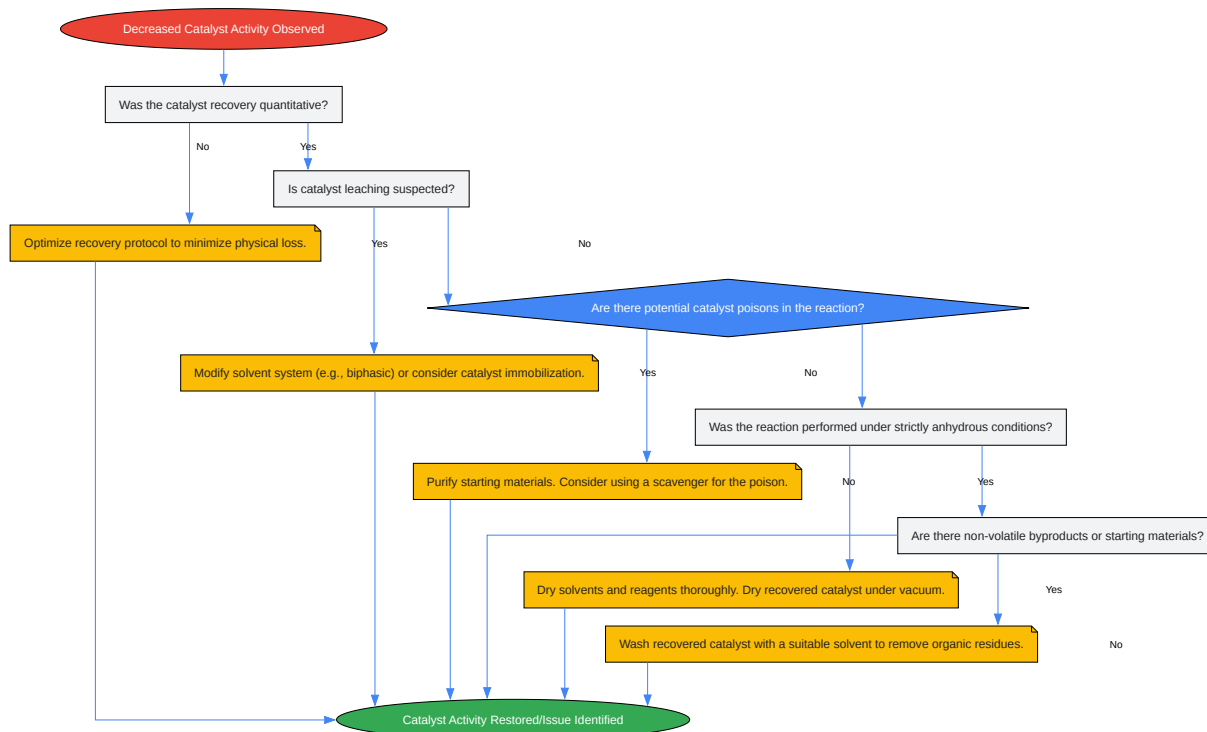 Decreased Catalyst Activity Observed
Was the catalyst recovery quantitative?
No
Yes
Is catalyst leaching suspected?
Optimize recovery protocol to minimize physical loss.
Yes
No
Are there potential catalyst poisons in the reaction?
Modify solvent system (e.g., biphasic) or consider catalyst immobilization.
Yes
No
Was the reaction performed under strictly anhydrous conditions?
Purify starting materials. Consider using a scavenger for the poison.
No
Yes
Are there non-volatile byproducts or starting materials?
Dry solvents and reagents thoroughly. Dry recovered catalyst under vacuum.
Yes
Wash recovered catalyst with a suitable solvent to remove organic residues.
No
Catalyst Activity Restored/Issue Identified